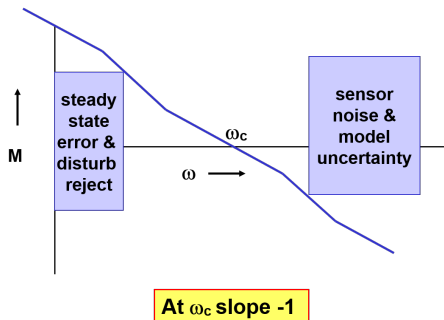 steady
state
error &
disturb
reject
sensor
noise &
model
uncertainty
ωc
M
ω
At ωc slope -1